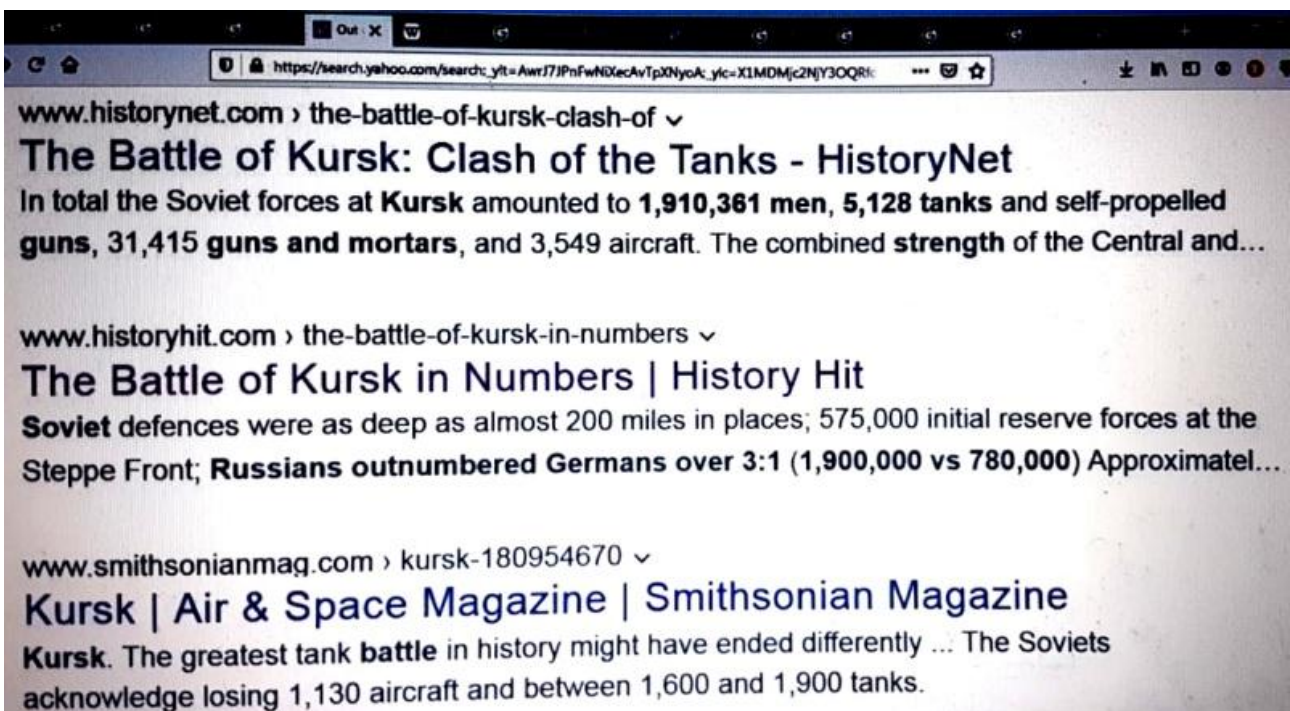 Out
https://search.yahoo.com/search;
www.historynet.com › the-battle-of-kursk-clash-of
The Battle of Kursk: Clash of the Tanks - HistoryNet
In total the Soviet forces at Kursk amounted to 1,910,361 men, 5,128 tanks and self-propelled
guns, 31,415 guns and mortars, and 3,549 aircraft. The combined strength of the Central and...
www.historyhit.com › the-battle-of-kursk-in-numbers
The Battle of Kursk in Numbers | History Hit
Soviet defences were as deep as almost 200 miles in places; 575,000 initial reserve forces at the
Steppe Front; Russians outnumbered Germans over 3:1 (1,900,000 vs 780,000) Approximatel...
www.smithsonianmag.com › kursk-180954670
Kursk | Air & Space Magazine | Smithsonian Magazine
Kursk. The greatest tank battle in history might have ended differently ... The Soviets
acknowledge losing 1,130 aircraft and between 1,600 and 1,900 tanks.